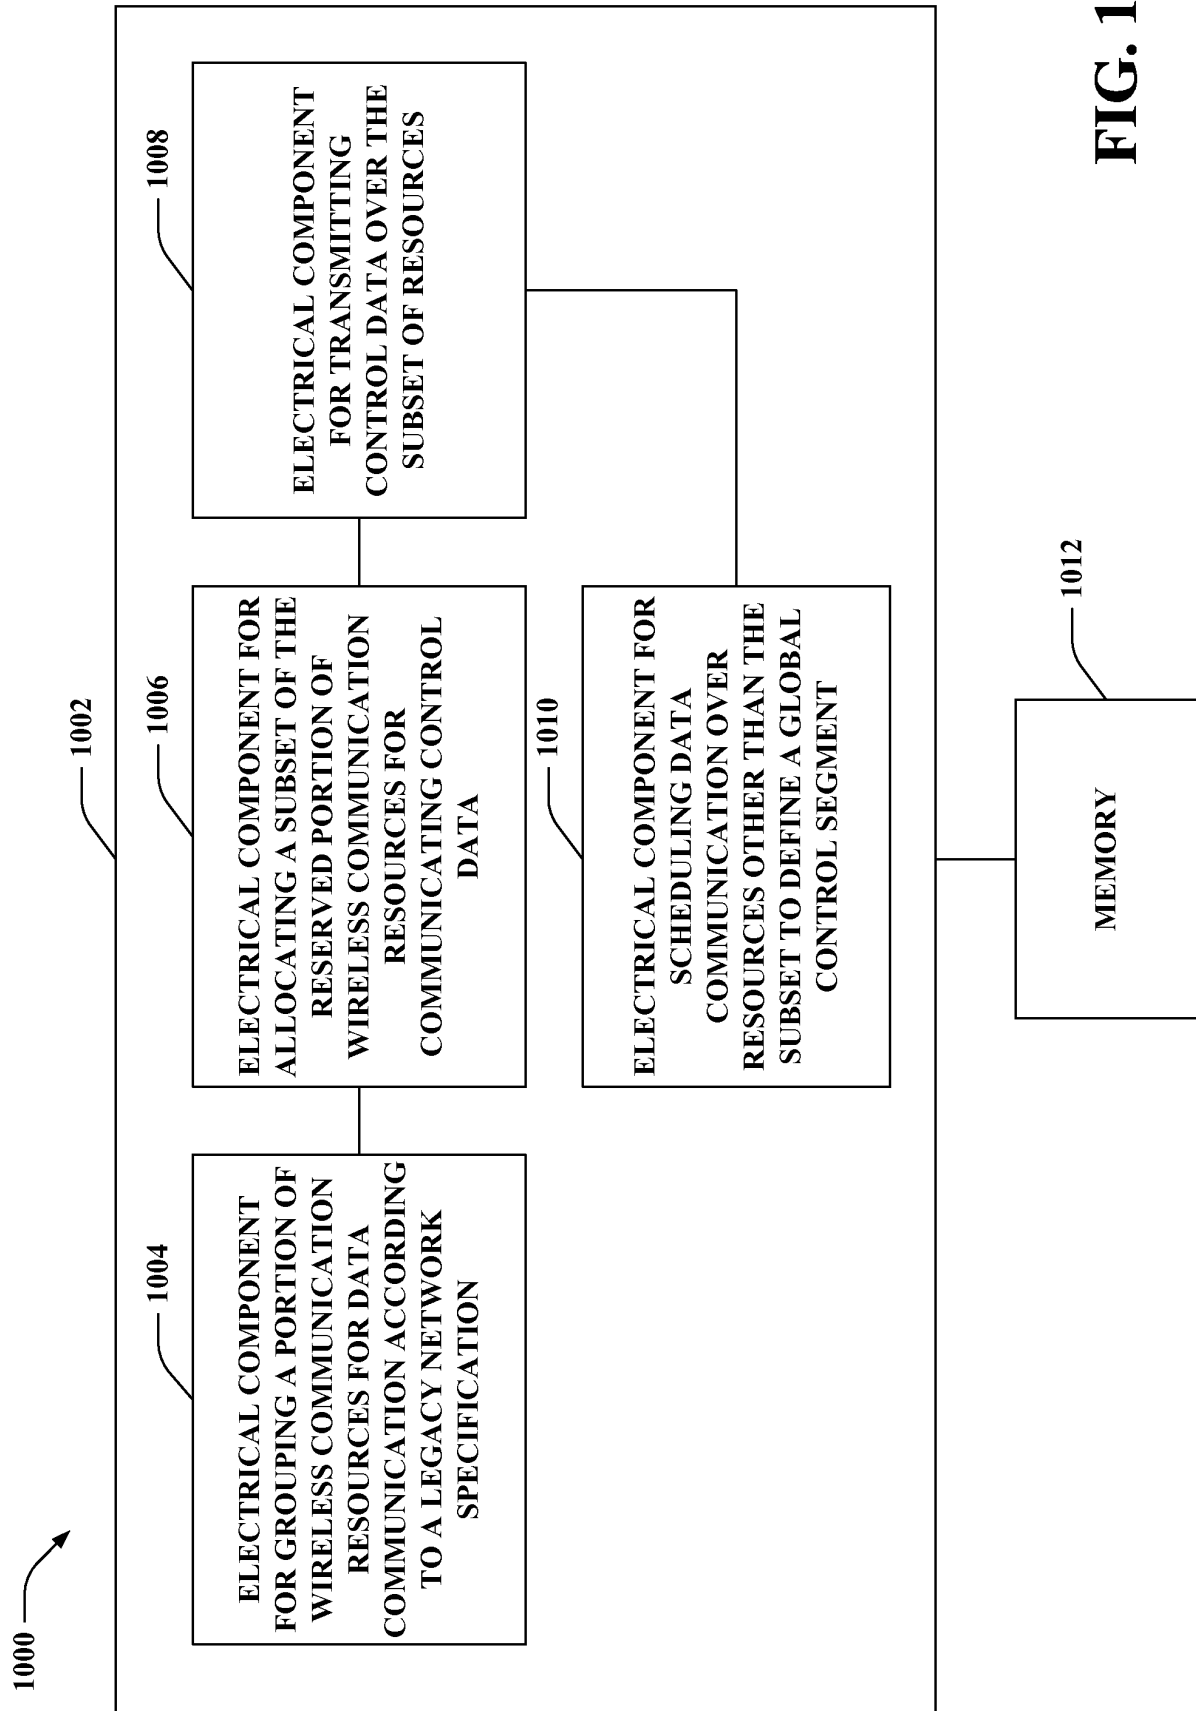 1000
1002
1004
ELECTRICAL COMPONENT
FOR GROUPING A PORTION OF
WIRELESS COMMUNICATION
RESOURCES FOR DATA
COMMUNICATION ACCORDING
TO A LEGACY NETWORK
SPECIFICATION
1006
ELECTRICAL COMPONENT FOR
ALLOCATING A SUBSET OF THE
RESERVED PORTION OF
WIRELESS COMMUNICATION
RESOURCES FOR
COMMUNICATING CONTROL
DATA
1008
ELECTRICAL COMPONENT
FOR TRANSMITTING
CONTROL DATA OVER THE
SUBSET OF RESOURCES
1010
ELECTRICAL COMPONENT FOR
SCHEDULING DATA
COMMUNICATION OVER
RESOURCES OTHER THAN THE
SUBSET TO DEFINE A GLOBAL
CONTROL SEGMENT
1012
MEMORY
FIG. 1